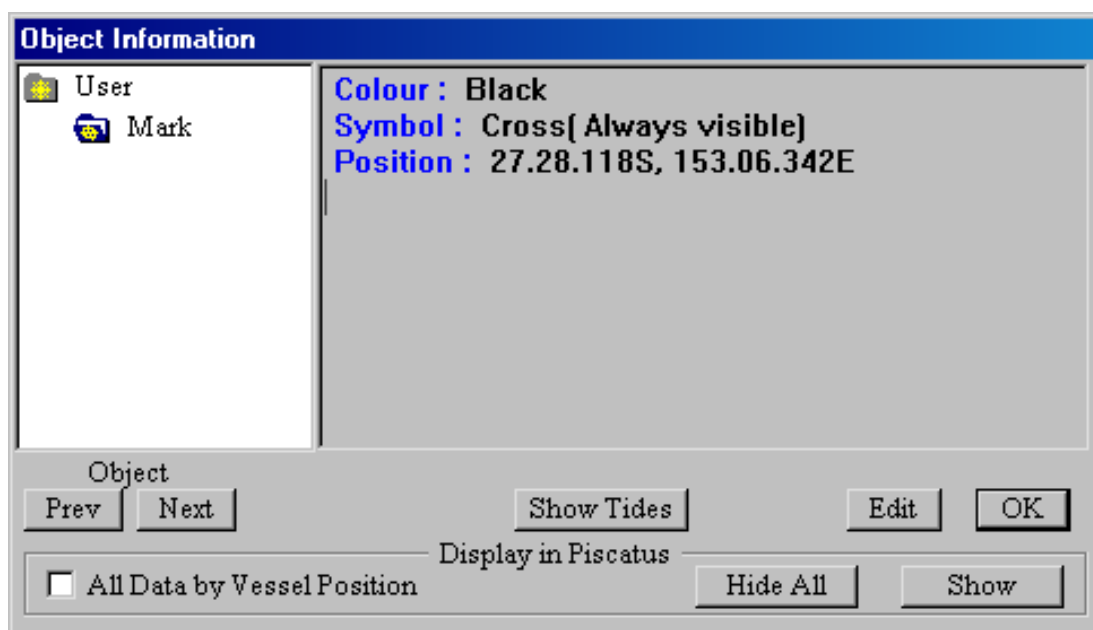 Object Information
User
Mark
Colour : Black
Symbol : Cross( Always visible)
Position : 27.28.118S, 153.06.342E
Object
Prev Next Show Tides Edit OK
Display in Piscatus
All Data by Vessel Position Hide All Show